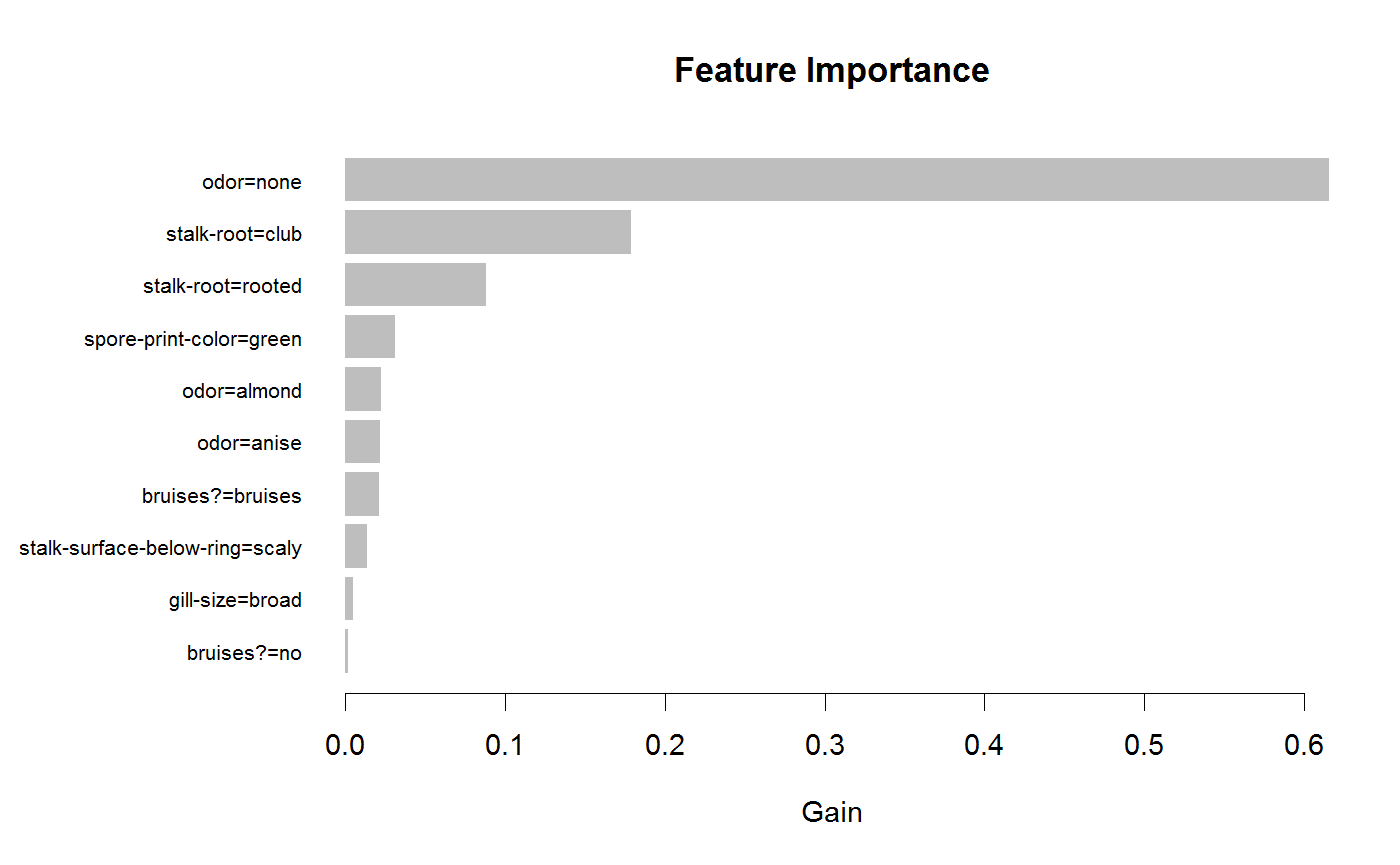 Feature Importance
odor=none
stalk-root=club
stalk-root=rooted
spore-print-color=green
odor=almond
odor=anise
bruises?=bruises
stalk-surface-below-ring=scaly
gill-size=broad
bruises?=no
0.0 0.1 0.2 0.3 0.4 0.5 0.6
Gain